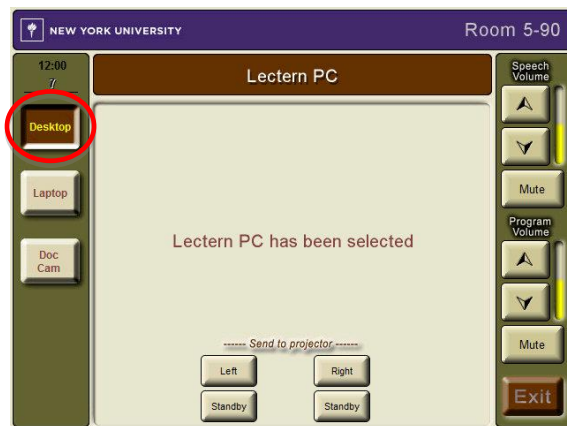 NEW YORK UNIVERSITY
Room 5-90
12:00
7
Desktop
Laptop
Doc
Cam
Lectern PC
Lectern PC has been selected
------ Send to projector ------
Left
Right
Standby
Standby
Speech
Volume
Mute
Program
Volume
Mute
Exit